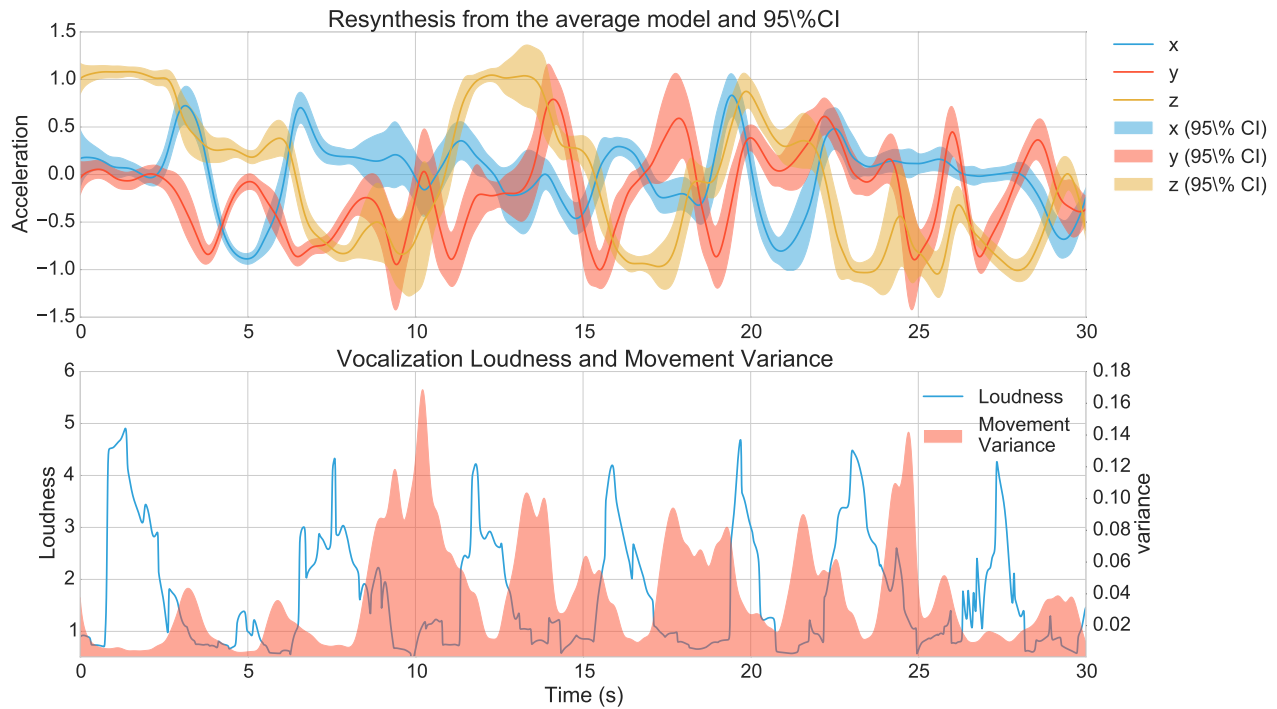 Resynthesis from the average model and 95\%CI
1.5
1.0
0.5
0.0
−0.5
−1.0
−1.5
Acceleration
0 5 10 15 20 25 30
x
y
z
x (95\% CI)
y (95\% CI)
z (95\% CI)
Vocalization Loudness and Movement Variance
6
5
4
3
2
1
Loudness
0.18
0.16
0.14
0.12
0.10
0.08
0.06
0.04
0.02
variance
Loudness
Movement
Variance
0 5 10 15 20 25 30
Time (s)